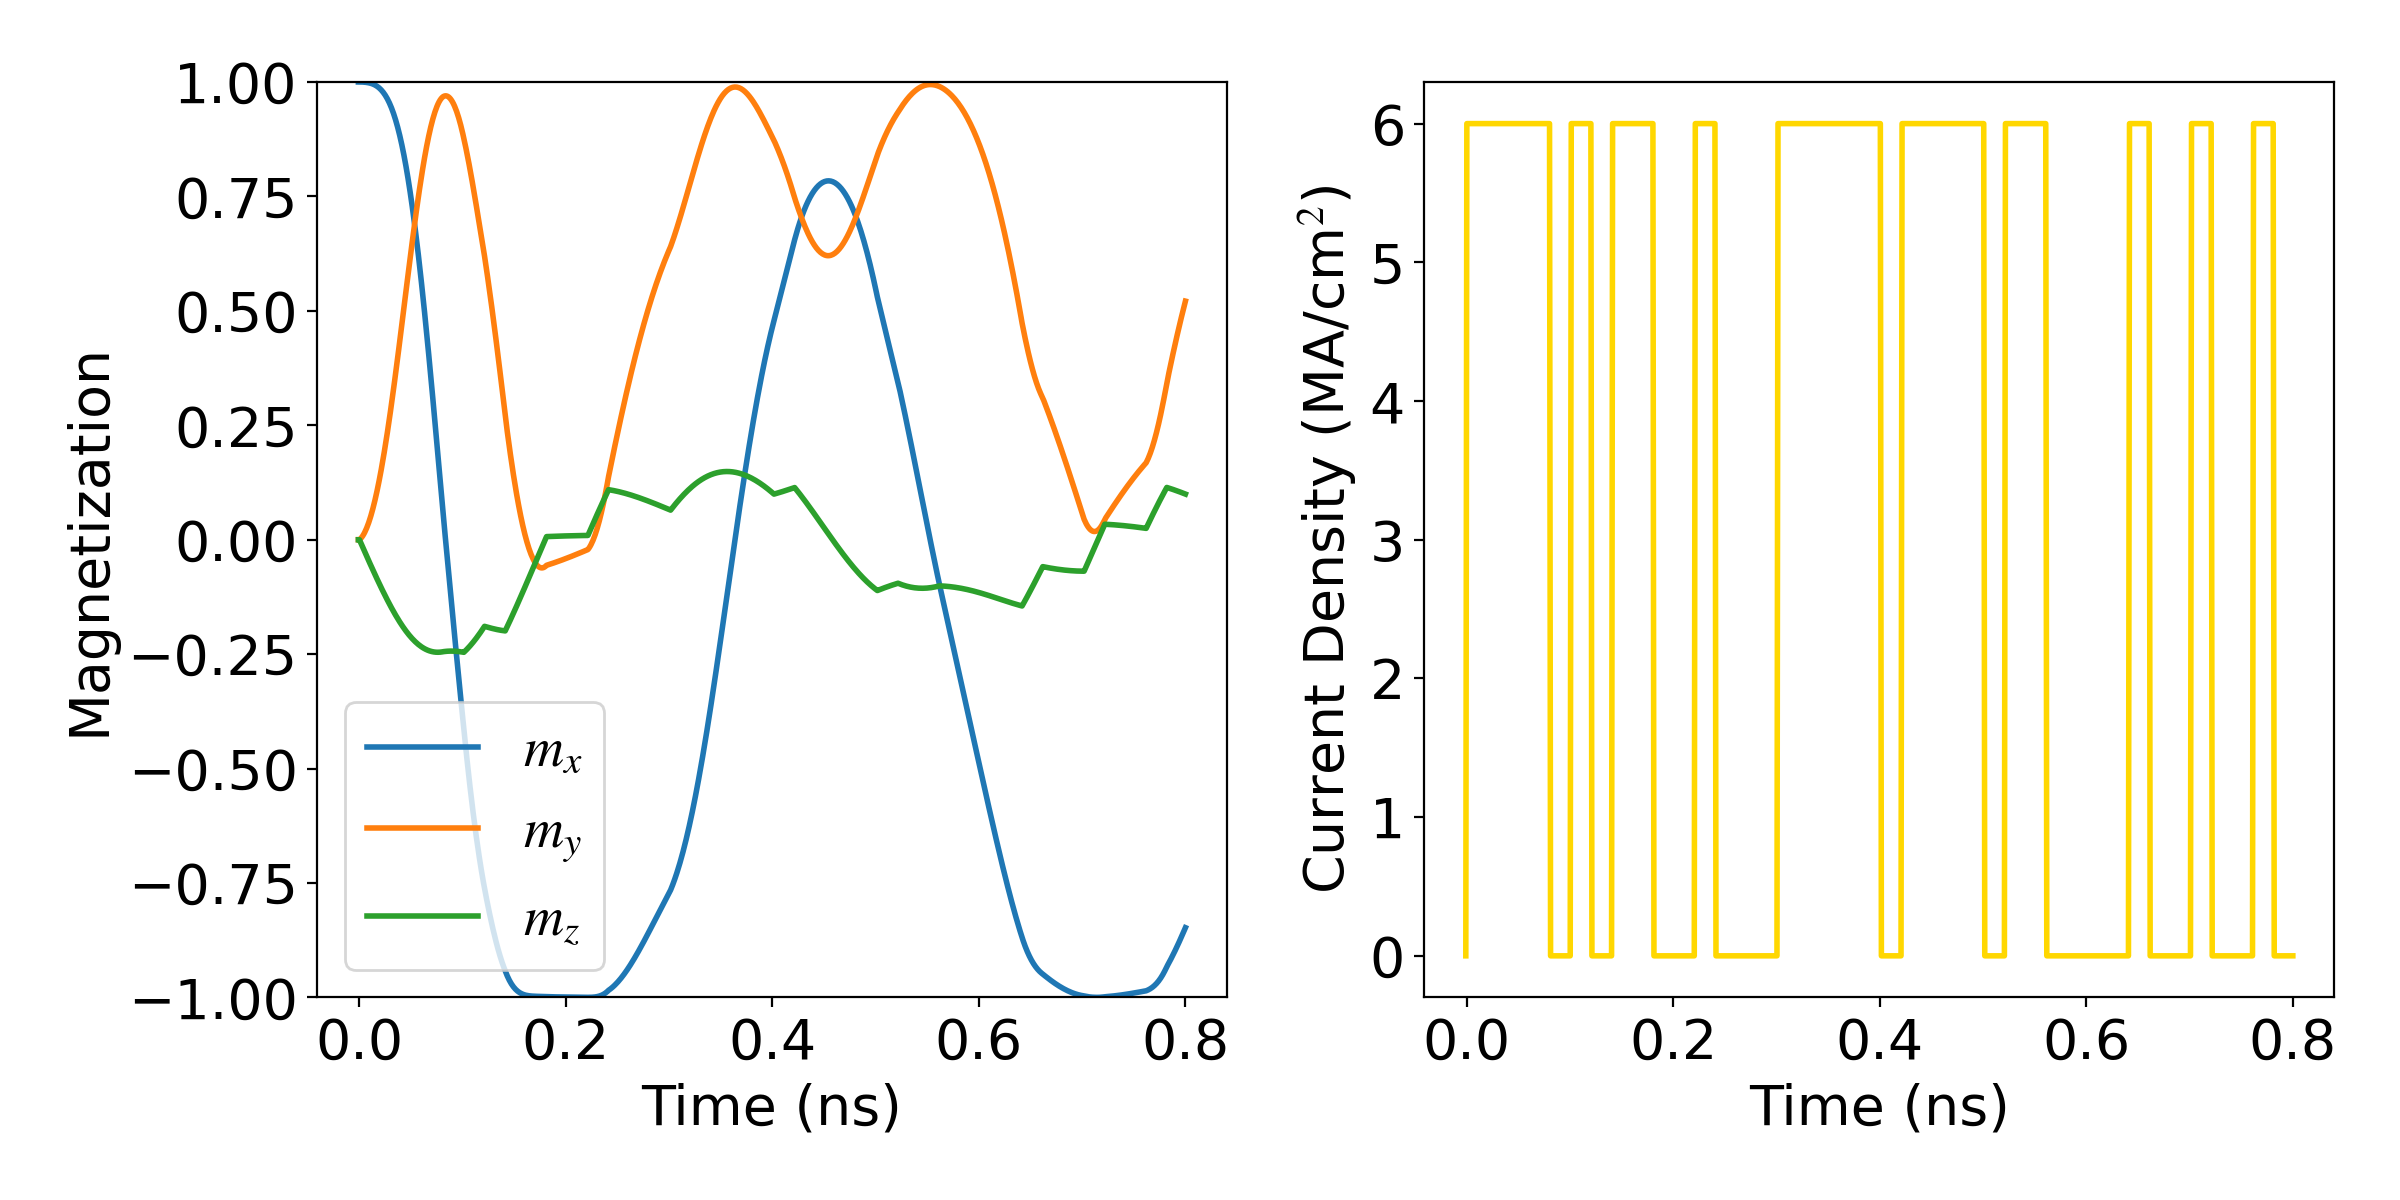 Magnetization
1.00
0.75
0.50
0.25
0.00
−0.25
−0.50
−0.75
−1.00
m_x
m_y
m_z
0.0 0.2 0.4 0.6 0.8
Time (ns)
Current Density (MA/cm²)
6
5
4
3
2
1
0
0.0 0.2 0.4 0.6 0.8
Time (ns)